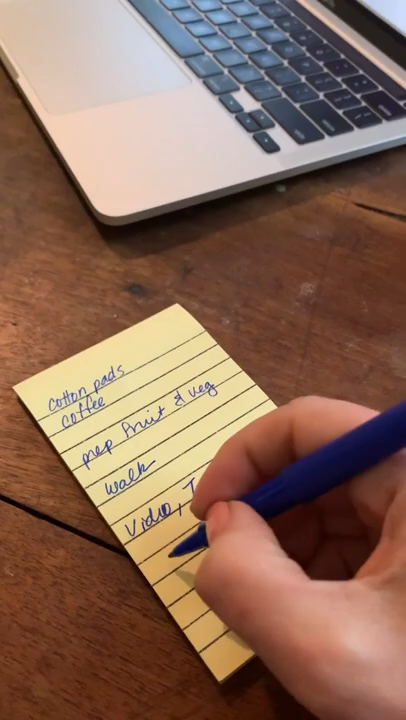 cotton pads
coffee
prep fruit & veg
walk
Video,